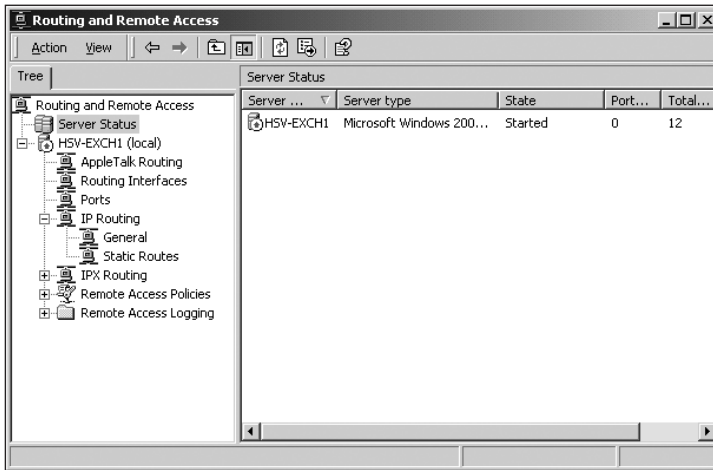 Routing and Remote Access
Action View
Tree
Server Status
Routing and Remote Access
Server Status
HSV-EXCH1 (local)
AppleTalk Routing
Routing Interfaces
Ports
IP Routing
General
Static Routes
IPX Routing
Remote Access Policies
Remote Access Logging
Server ... Server type State Port... Total...
HSV-EXCH1 Microsoft Windows 200... Started 0 12